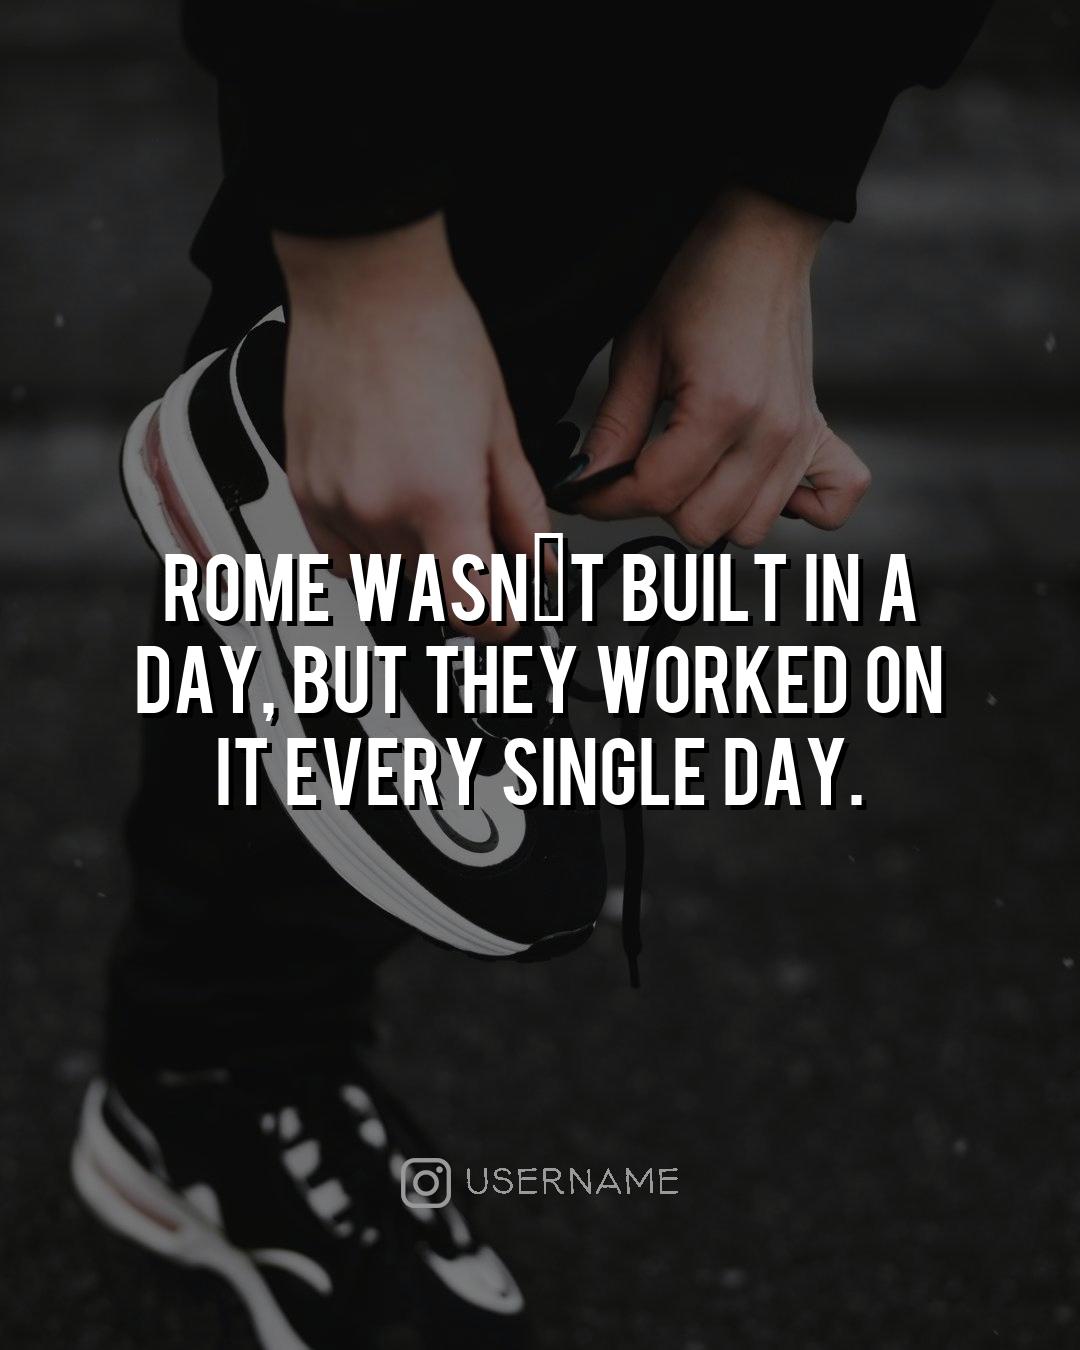 ROME WASN▯T BUILT IN A
DAY, BUT THEY WORKED ON
IT EVERY SINGLE DAY.
USERNAME